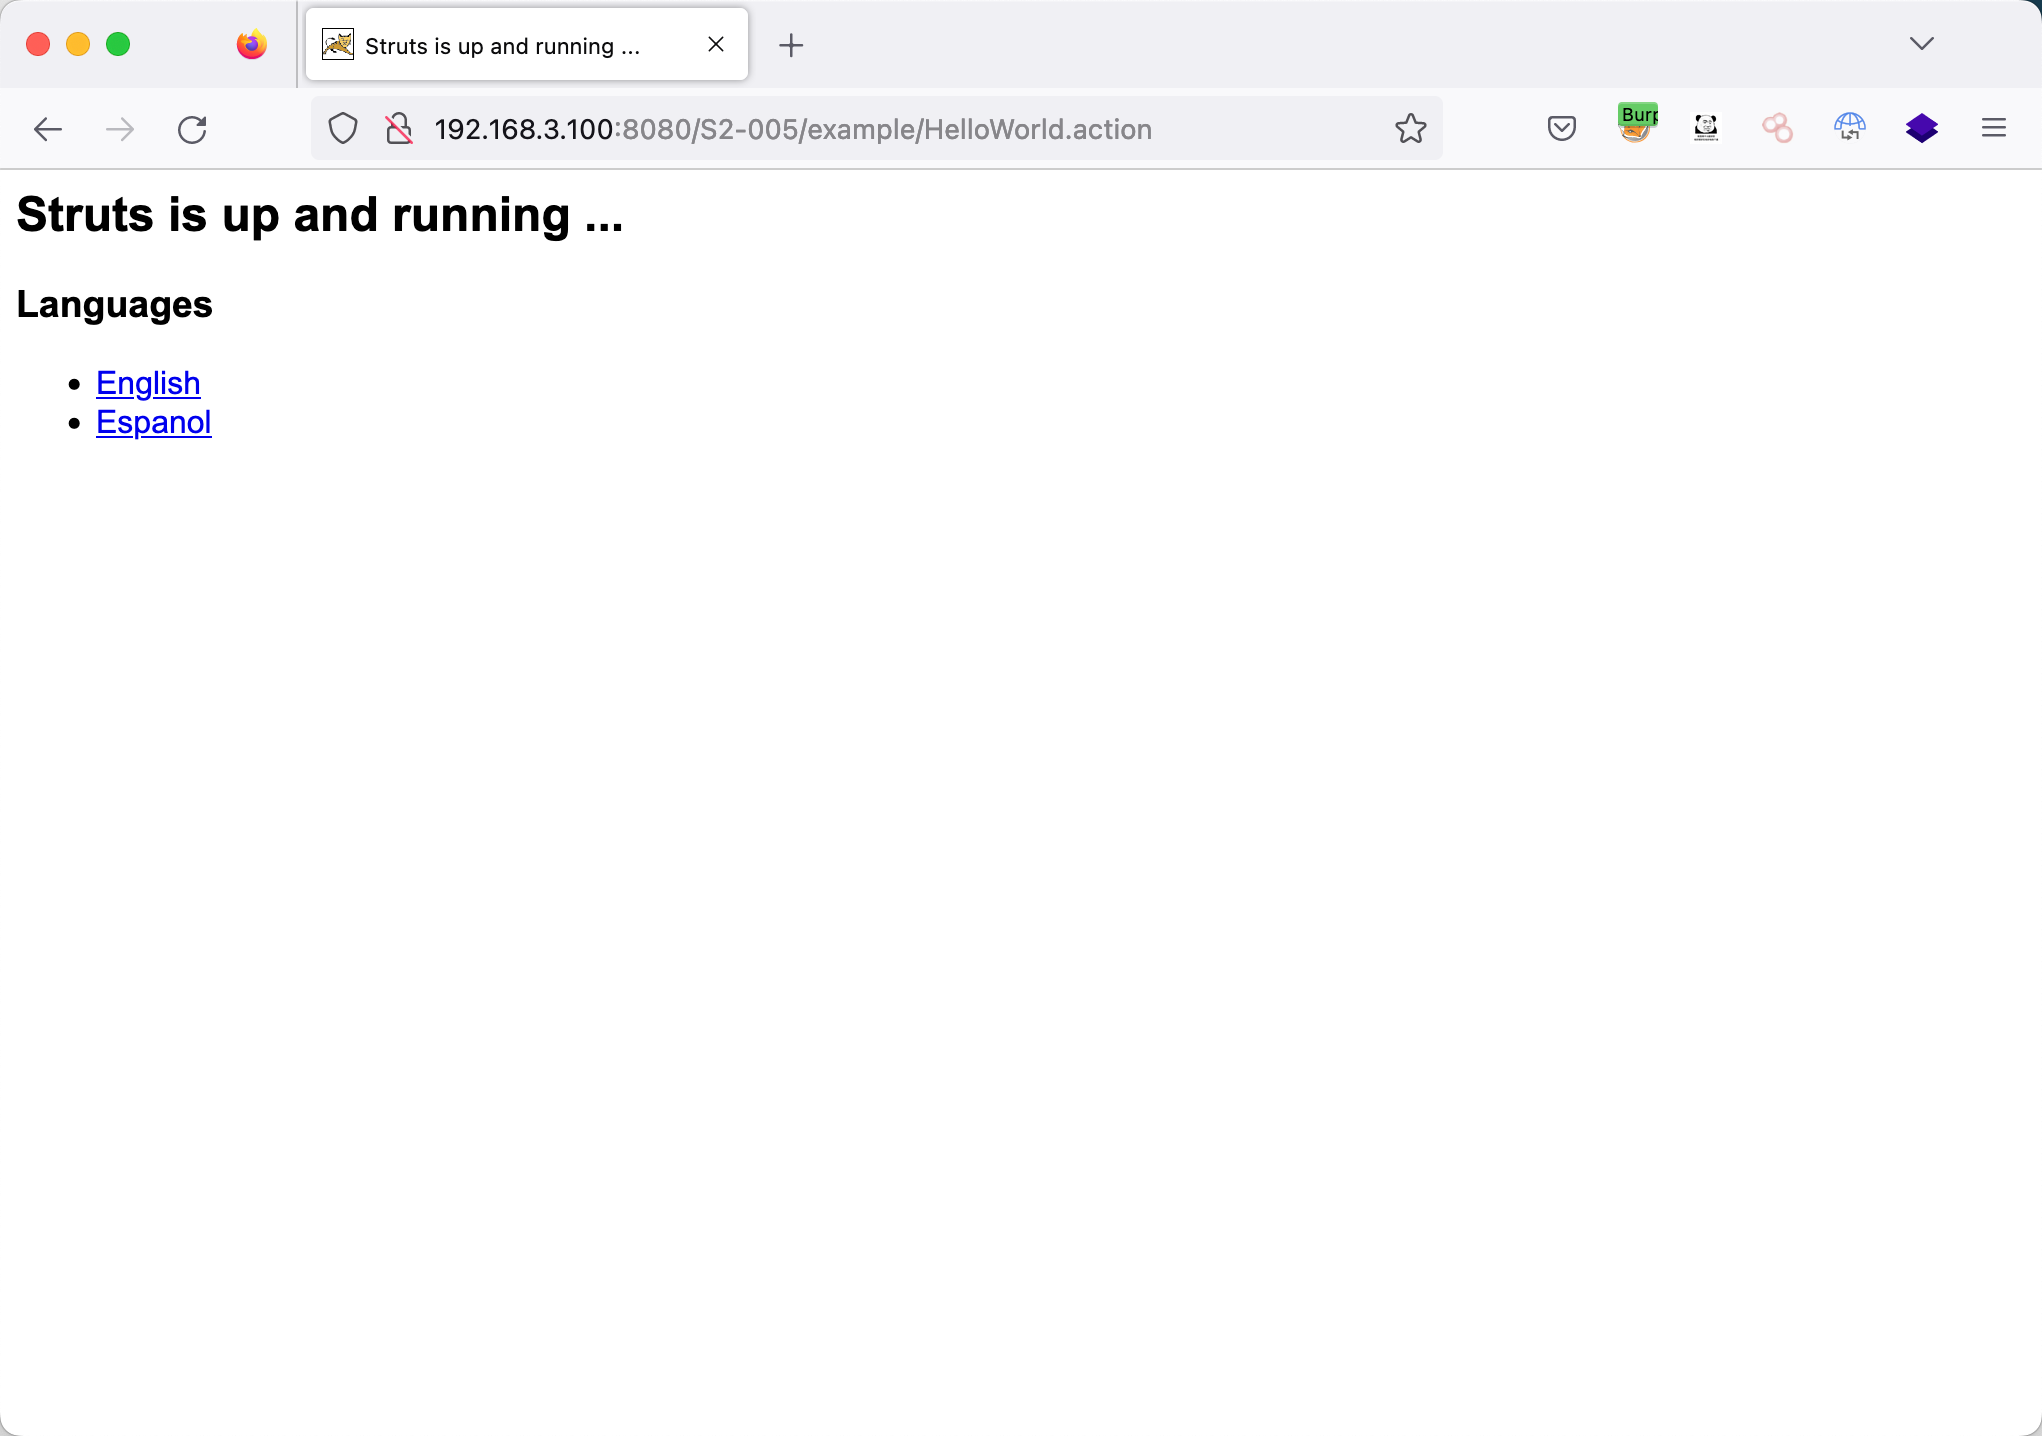 Struts is up and running ...
Burp
192.168.3.100:8080/S2-005/example/HelloWorld.action
Struts is up and running ...
Languages
English
Espanol